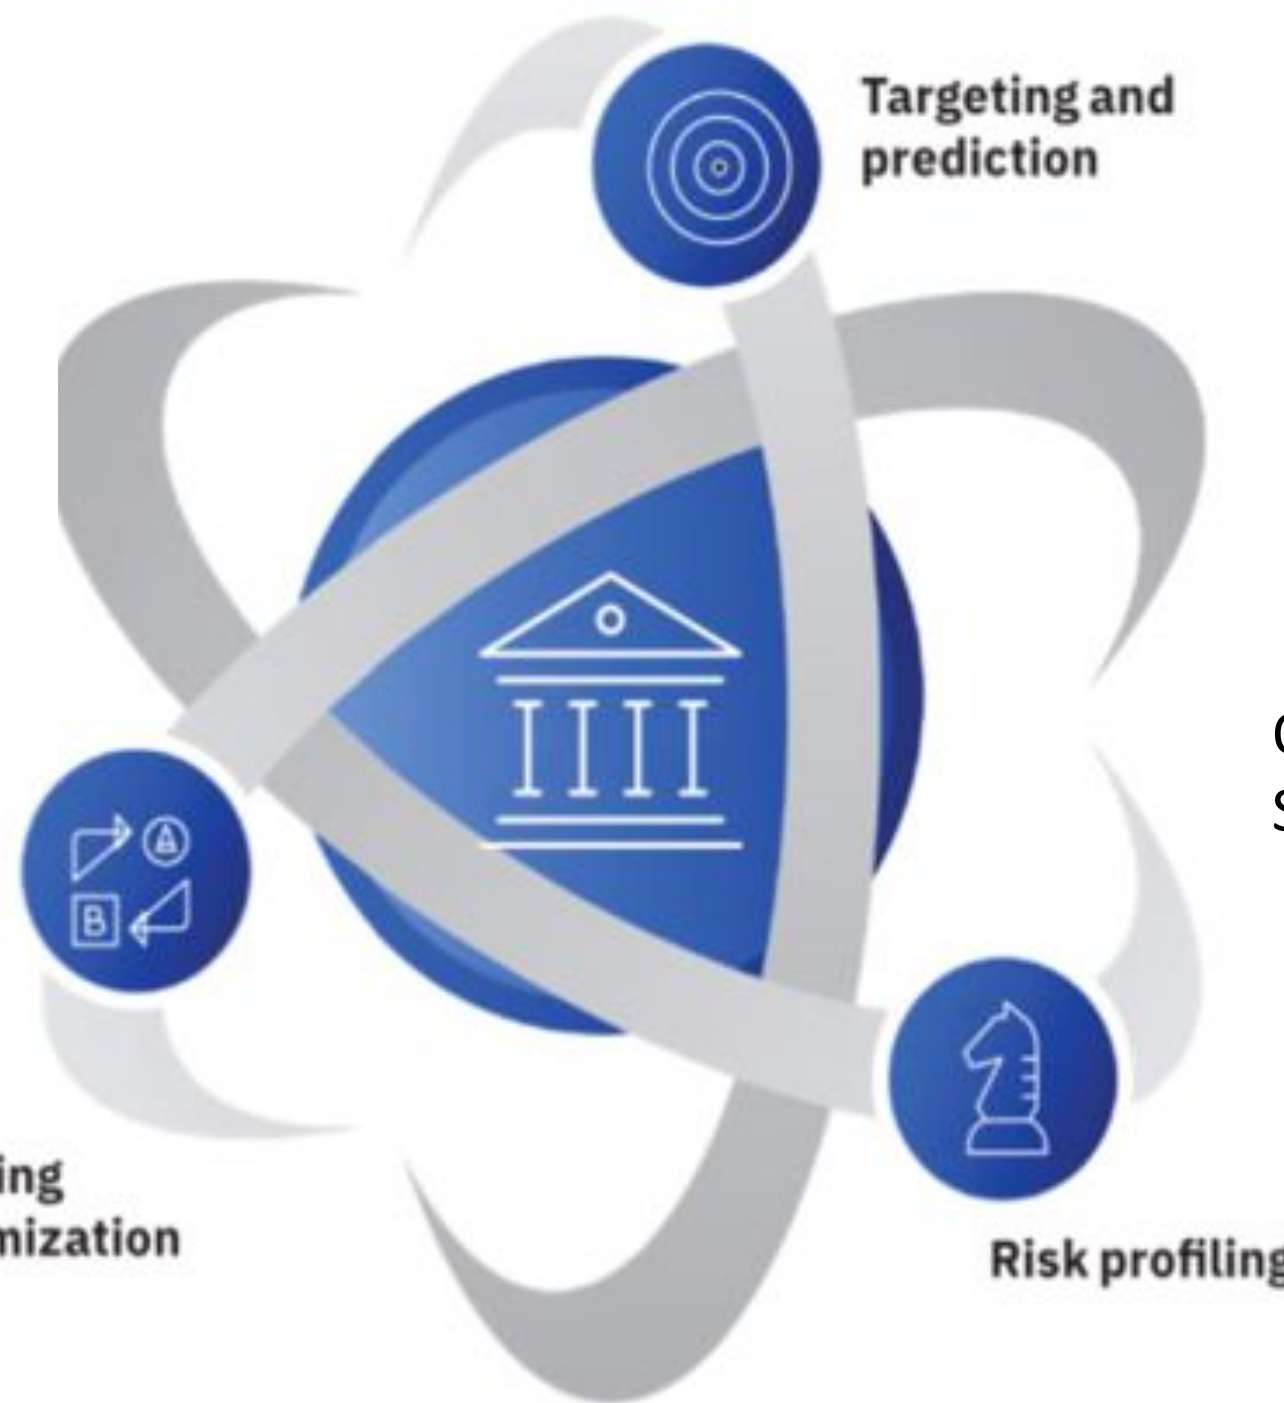 Targeting and
prediction
A
B
ing
mization
Risk profiling